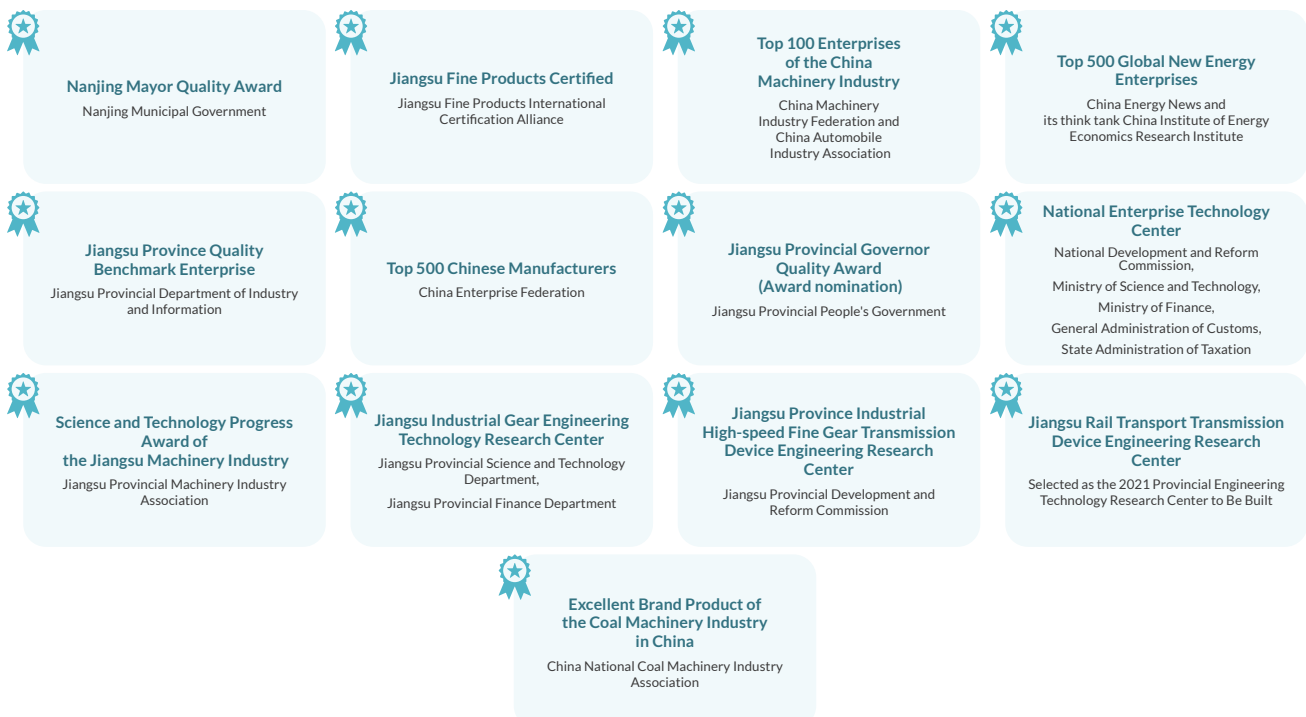 Nanjing Mayor Quality Award
Nanjing Municipal Government
Jiangsu Fine Products Certified
Jiangsu Fine Products International
Certification Alliance
Top 100 Enterprises
of the China
Machinery Industry
China Machinery
Industry Federation and
China Automobile
Industry Association
Top 500 Global New Energy
Enterprises
China Energy News and
its think tank China Institute of Energy
Economics Research Institute
Jiangsu Province Quality
Benchmark Enterprise
Jiangsu Provincial Department of Industry
and Information
Top 500 Chinese Manufacturers
China Enterprise Federation
Jiangsu Provincial Governor
Quality Award
(Award nomination)
Jiangsu Provincial People's Government
National Enterprise Technology
Center
National Development and Reform
Commission,
Ministry of Science and Technology,
Ministry of Finance,
General Administration of Customs,
State Administration of Taxation
Science and Technology Progress
Award of
the Jiangsu Machinery Industry
Jiangsu Provincial Machinery Industry
Association
Jiangsu Industrial Gear Engineering
Technology Research Center
Jiangsu Provincial Science and Technology
Department,
Jiangsu Provincial Finance Department
Jiangsu Province Industrial
High-speed Fine Gear Transmission
Device Engineering Research
Center
Jiangsu Provincial Development and
Reform Commission
Jiangsu Rail Transport Transmission
Device Engineering Research
Center
Selected as the 2021 Provincial Engineering
Technology Research Center to Be Built
Excellent Brand Product of
the Coal Machinery Industry
in China
China National Coal Machinery Industry
Association